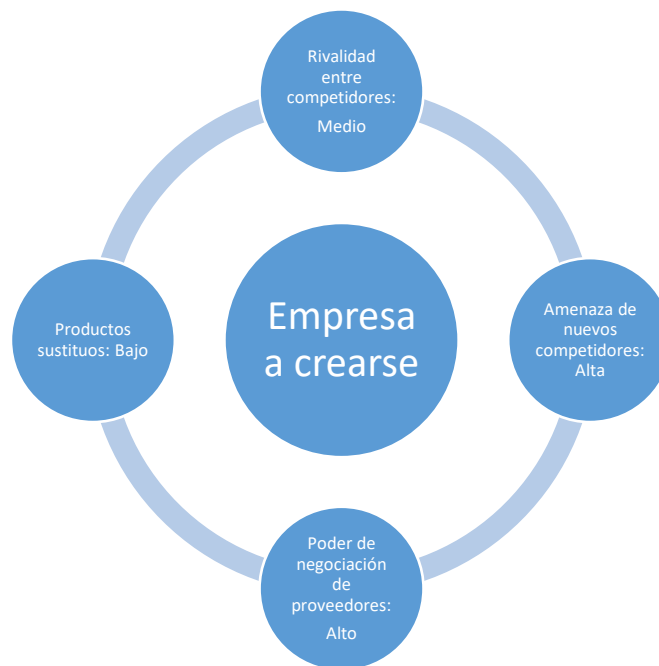 Rivalidad
entre
competidores:
Medio
Empresa
a crearse
Productos
sustituos: Bajo
Amenaza de
nuevos
competidores:
Alta
Poder de
negociación
de
proveedores:
Alto